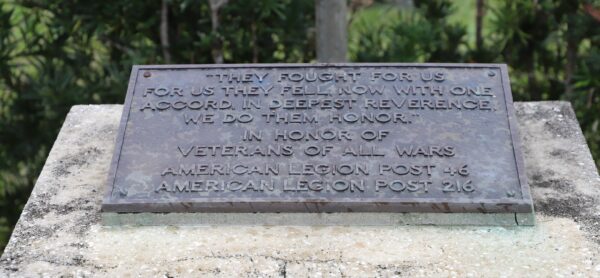 "THEY FOUGHT FOR US
FOR US THEY FELL, NOW WITH ONE
ACCORD, IN DEEPEST REVERENCE,
WE DO THEM HONOR."
IN HONOR OF
VETERANS OF ALL WARS
AMERICAN LEGION POST 46
AMERICAN LEGION POST 216